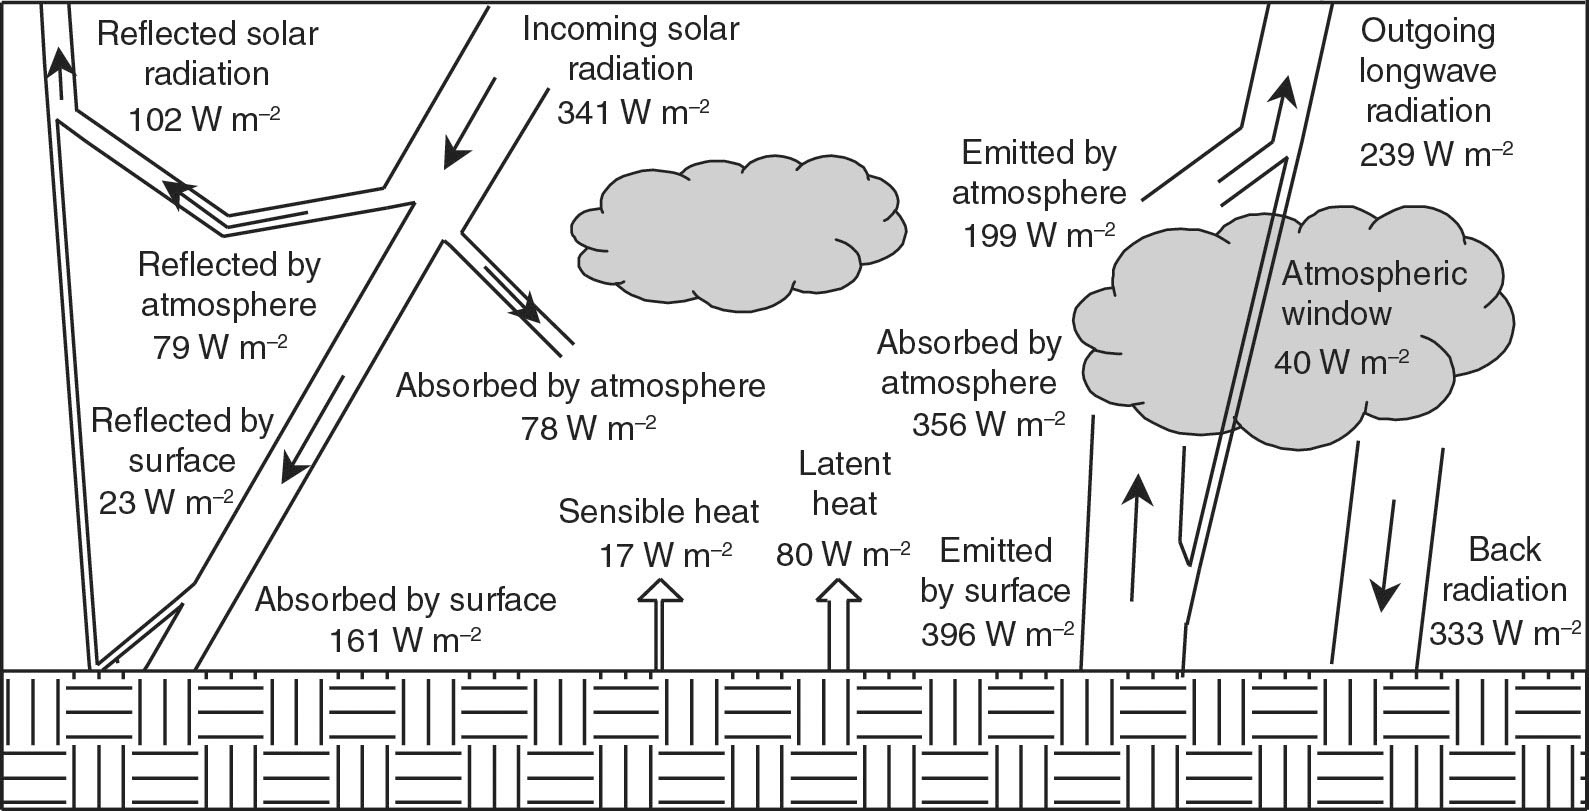 Reflected solar
radiation
102 W m⁻²
Incoming solar
radiation
341 W m⁻²
Outgoing
longwave
radiation
239 W m⁻²
Emitted by
atmosphere
199 W m⁻²
Reflected by
atmosphere
79 W m⁻²
Atmospheric
window
40 W m⁻²
Absorbed by atmosphere
78 W m⁻²
Absorbed by
atmosphere
356 W m⁻²
Reflected by
surface
23 W m⁻²
Sensible heat
17 W m⁻²
Latent
heat
80 W m⁻²
Emitted
by surface
396 W m⁻²
Back
radiation
333 W m⁻²
Absorbed by surface
161 W m⁻²